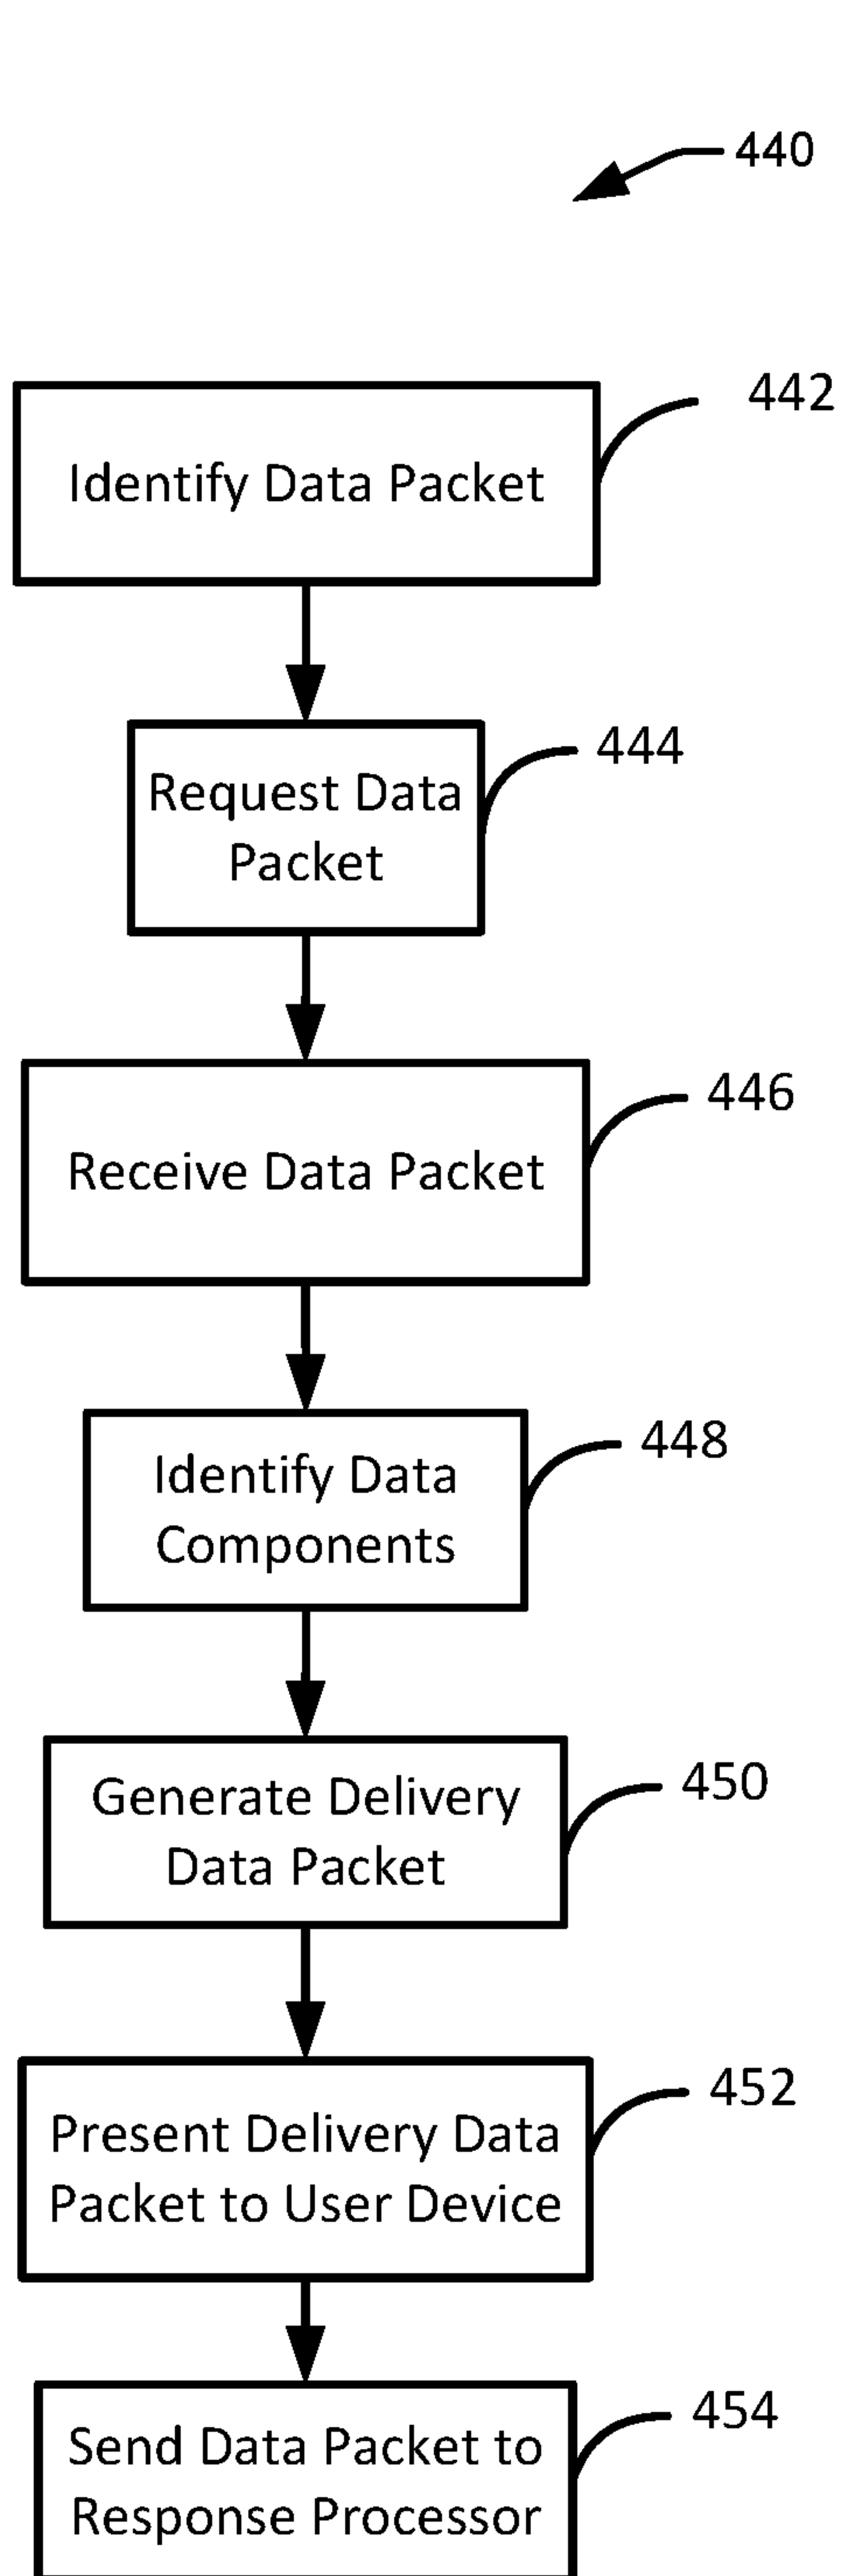 440
442
Identify Data Packet
444
Request Data
Packet
446
Receive Data Packet
448
Identify Data
Components
450
Generate Delivery
Data Packet
452
Present Delivery Data
Packet to User Device
454
Send Data Packet to
Response Processor